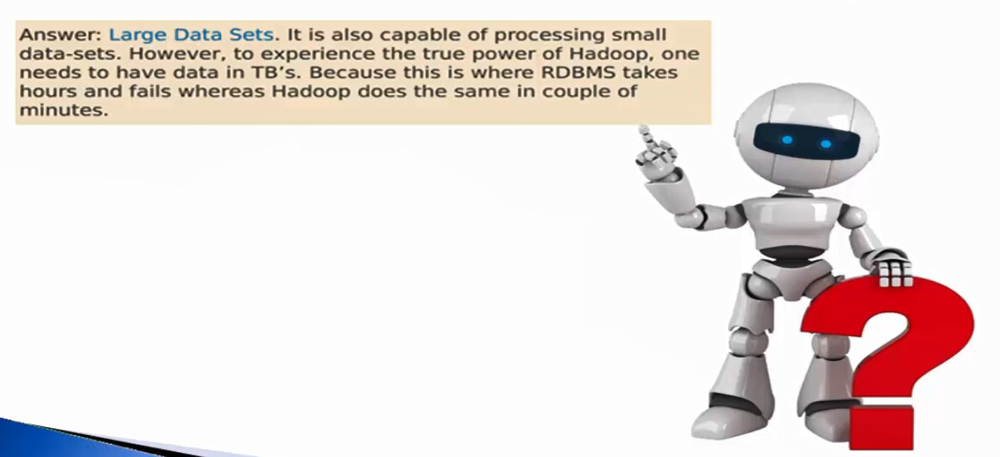 Answer: Large Data Sets. It is also capable of processing small
data-sets. However, to experience the true power of Hadoop, one
needs to have data in TB’s. Because this is where RDBMS takes
hours and fails whereas Hadoop does the same in couple of
minutes.